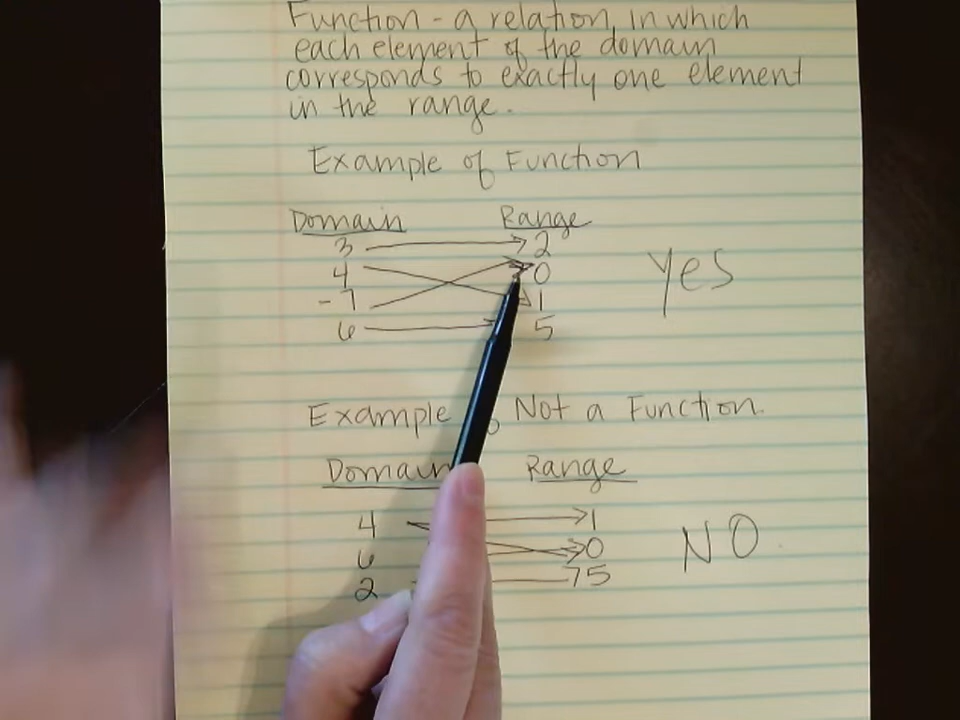 Function - a relation in which
each element of the domain
corresponds to exactly one element
in the range.
Example of Function
Domain Range
3 2
4 0
-7 1
6 5
yes
Example Not a Function
Domain Range
4 1
6 0
2 5
NO